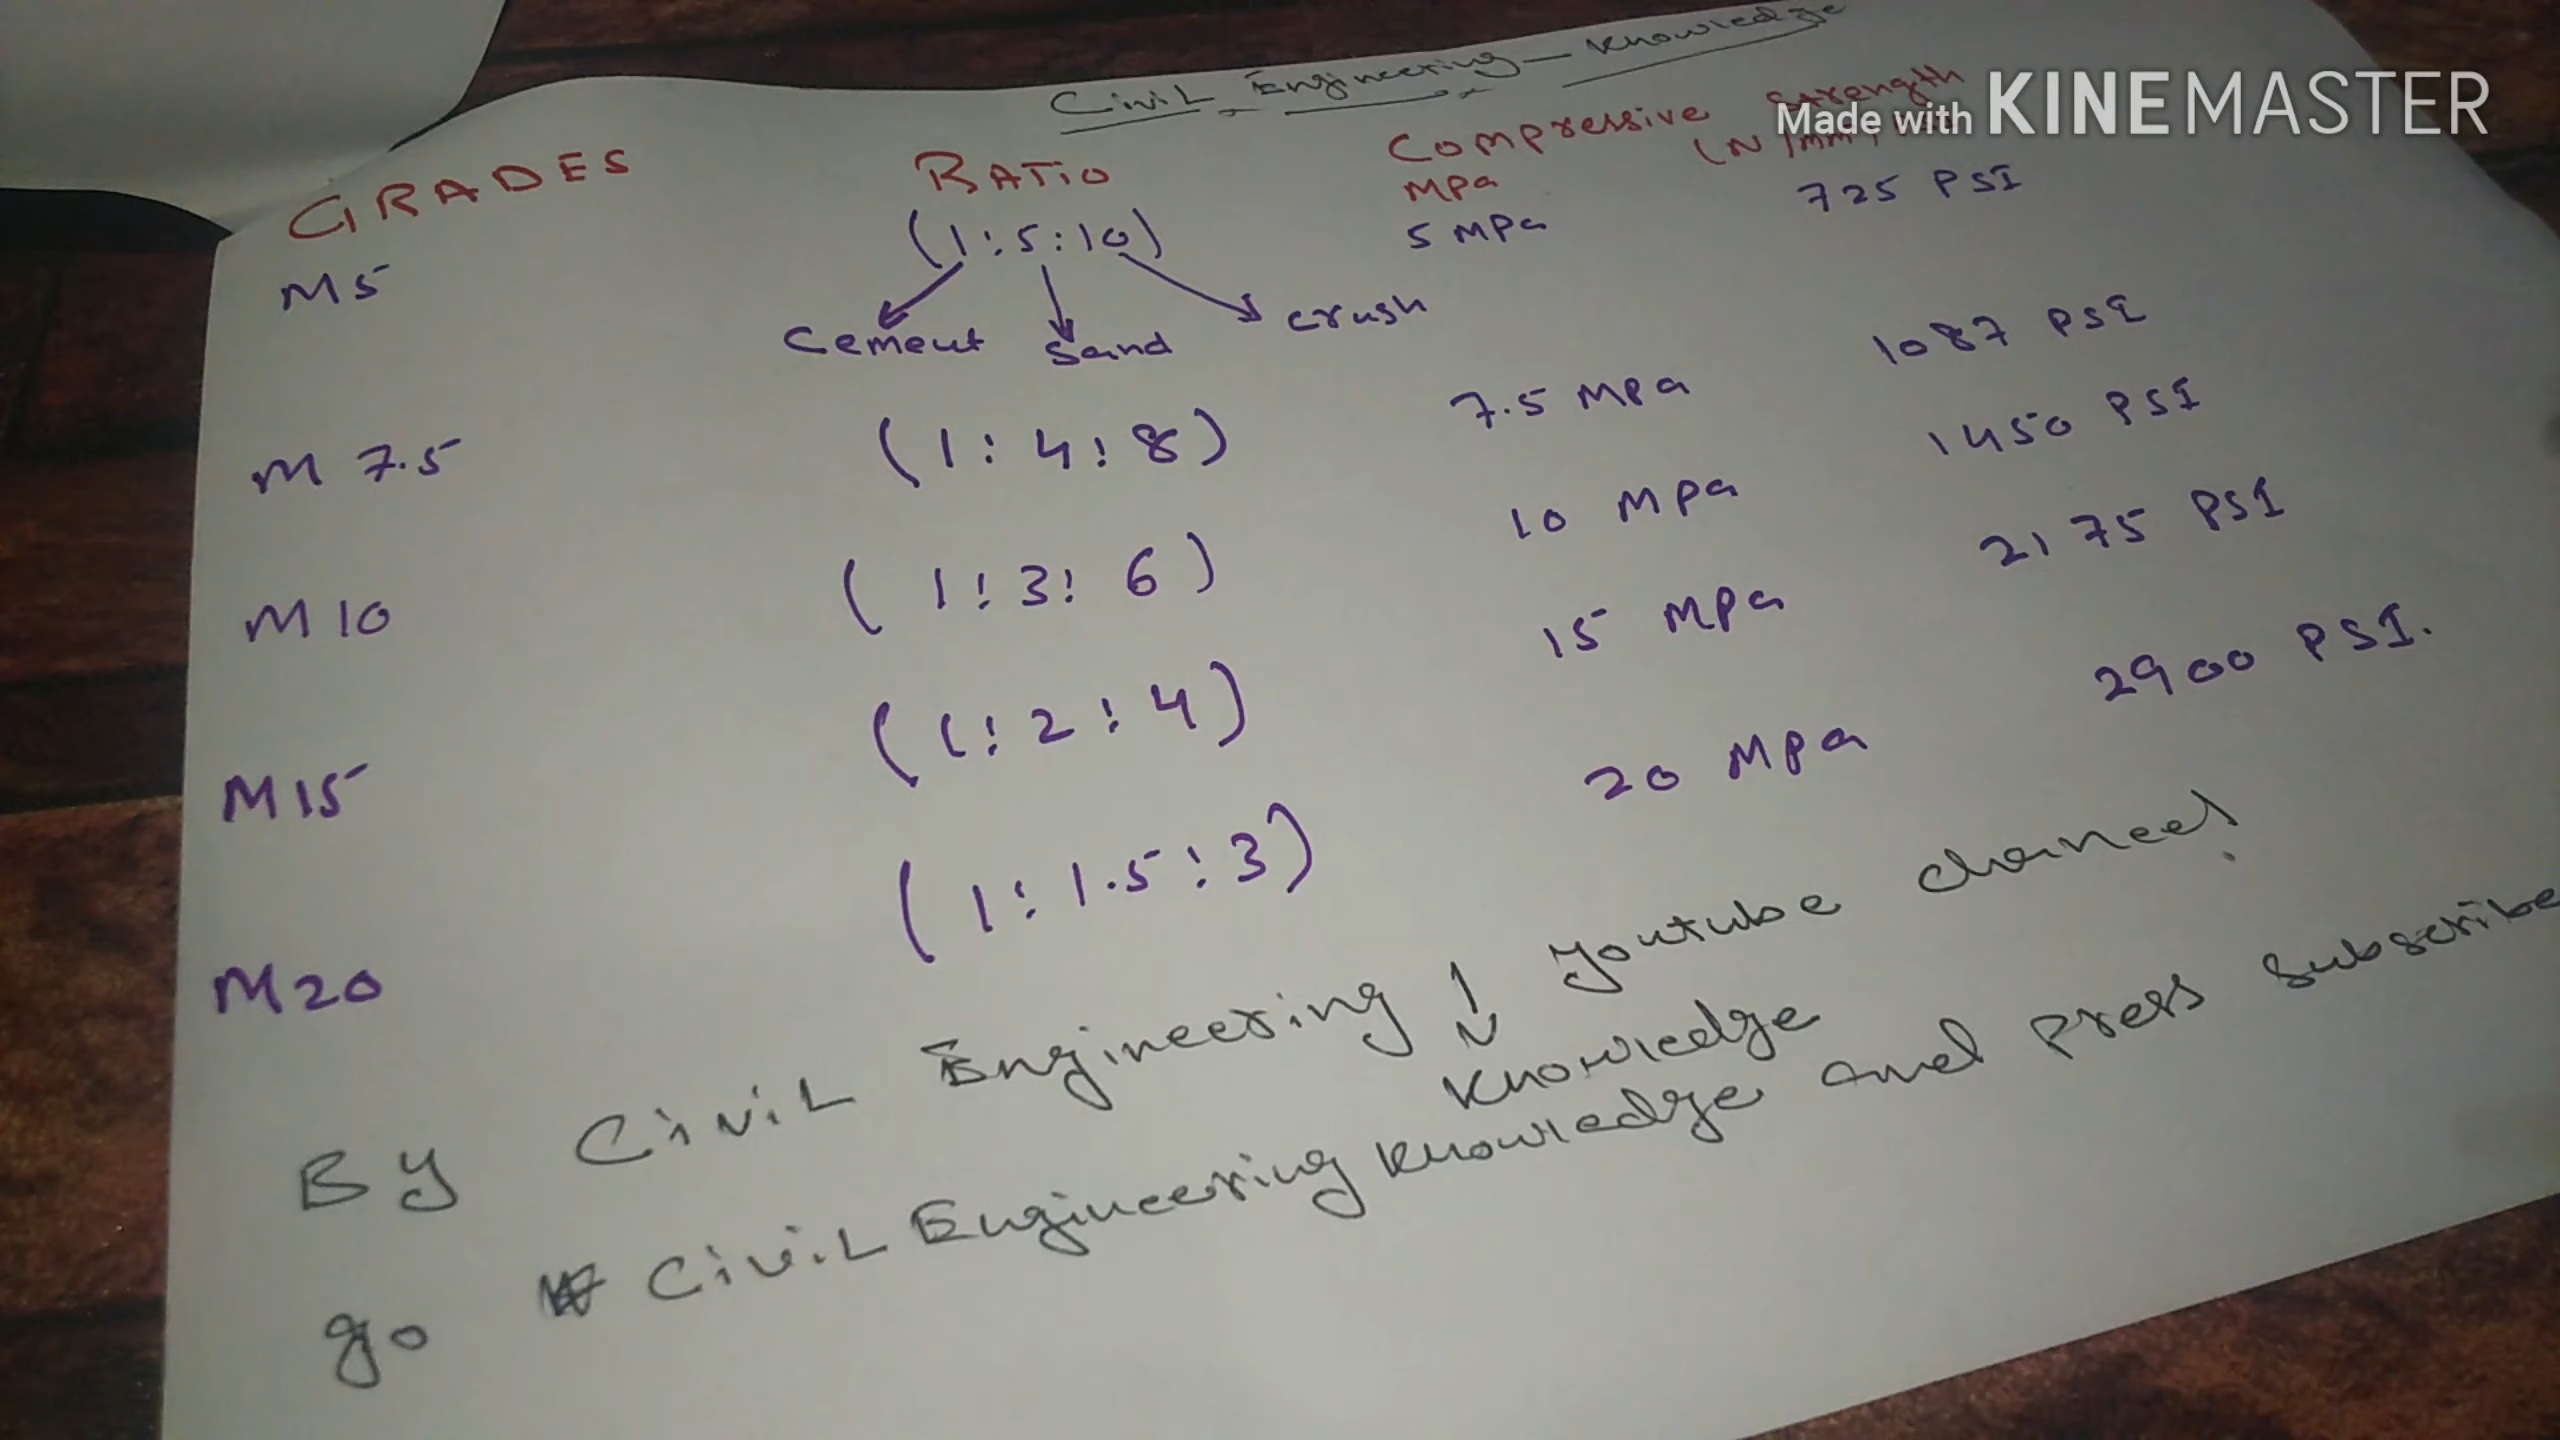 Civil Engineering - Knowledge
Made with KINEMASTER
GRADES RATIO Compressive Strength
MPa (N/mm²,
M5 (1:5:10) 5 MPa 725 PSI
Cement Sand crush
M 7.5 (1:4:8) 7.5 MPa 1087 PSI
M10 (1:3:6) 10 MPa 1450 PSI
M15 (1:2:4) 15 MPa 2175 PSI
M20 (1:1.5:3) 20 MPa 2900 PSI.
By Civil Engineering Youtube channel
Knowledge
go Civil Engineering Knowledge and press subscribe